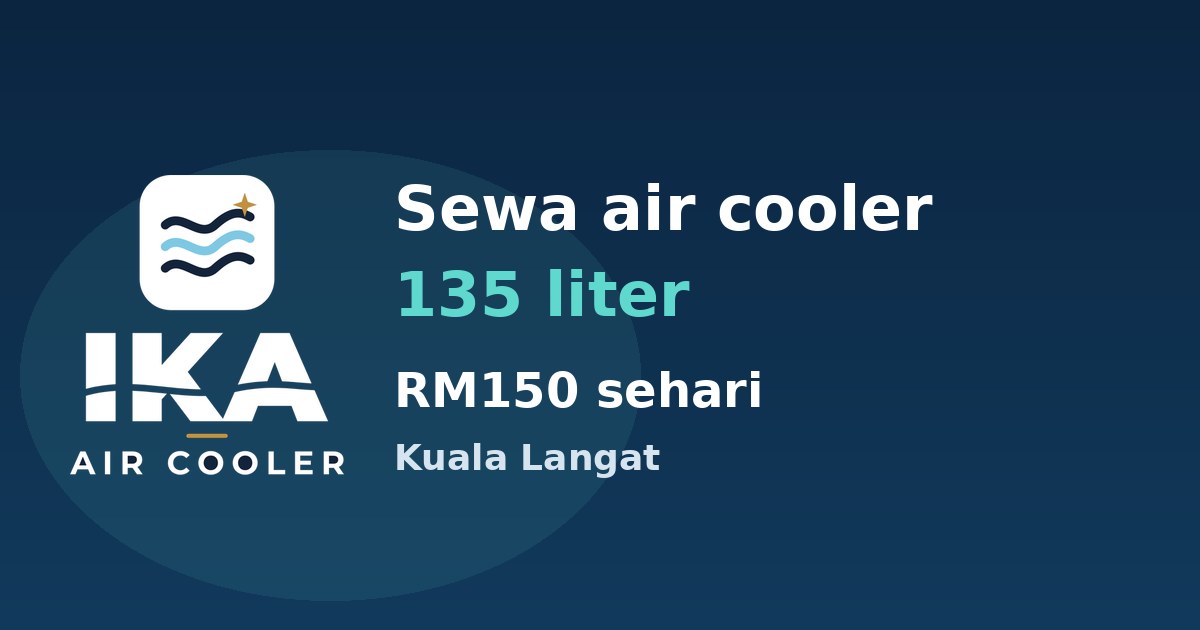 IKA
AIR COOLER
Sewa air cooler
135 liter
RM150 sehari
Kuala Langat